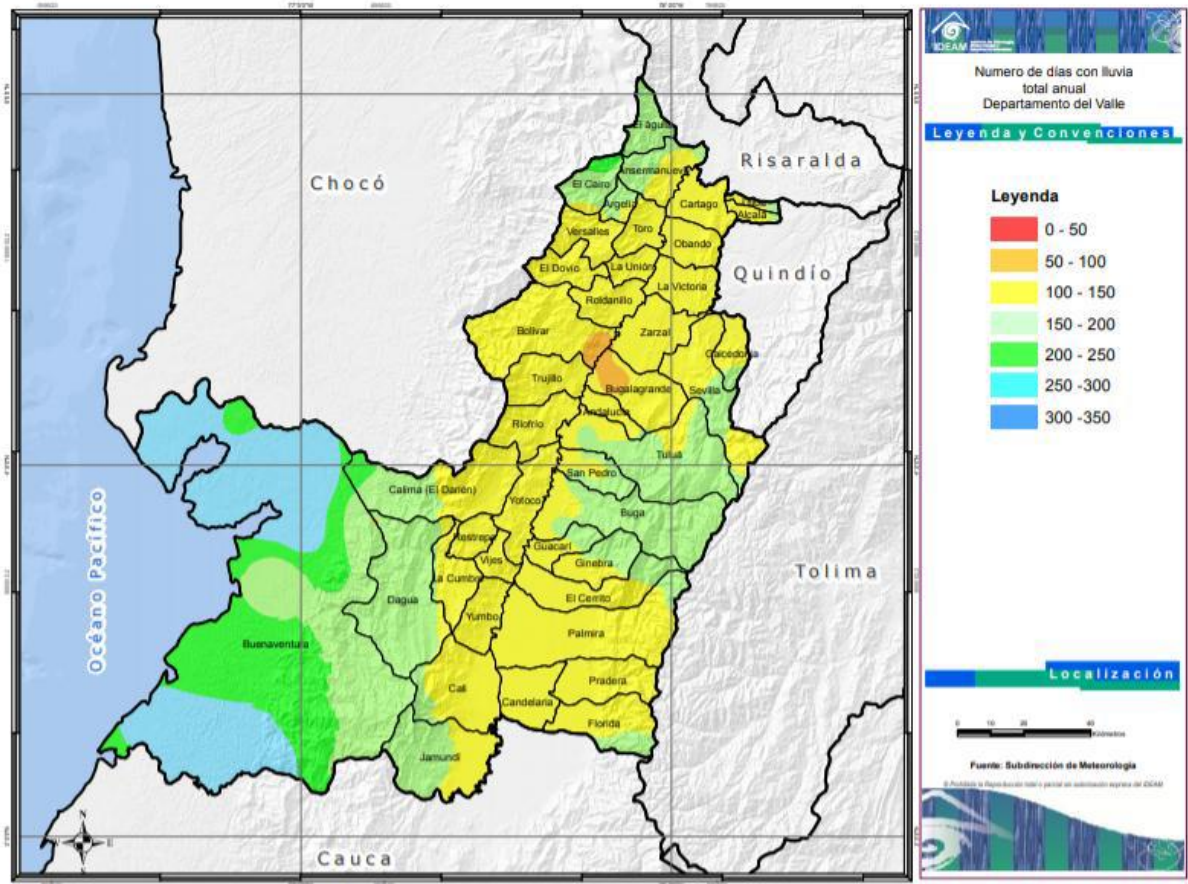 IDEAM
Numero de días con lluvia
total anual
Departamento del Valle
Leyenda y Convenciones
Leyenda
0 - 50
50 - 100
100 - 150
150 - 200
200 - 250
250 -300
300 -350
Localización
Kilómetros
Fuente: Subdirección de Meteorología
Chocó
Risaralda
Quindío
Tolima
Cauca
Océano Pacífico
El águila
Ansermanuevo
El Cairo
Argelia
Cartago
Alcalá
Versalles
Toro
Obando
El Dovio
La Unión
La Victoria
Roldanillo
Bolívar
Zarzal
Caicedonia
Trujillo
Bugalagrande
Sevilla
Andalucía
Riofrío
Tuluá
San Pedro
Calima (El Darién)
Yotoco
Buga
Restrepo
Vijes
Guacarí
Ginebra
La Cumbre
El Cerrito
Dagua
Yumbo
Palmira
Buenaventura
Cali
Pradera
Candelaria
Florida
Jamundí
N
E